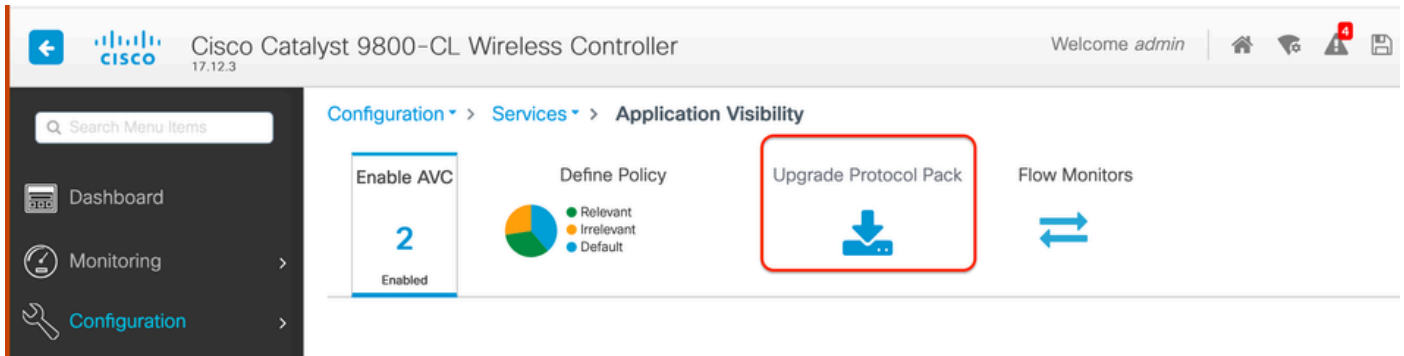 CISCO
Cisco Catalyst 9800-CL Wireless Controller
17.12.3
Welcome admin
4
Search Menu Items
Configuration > Services > Application Visibility
Enable AVC
Define Policy
Upgrade Protocol Pack
Flow Monitors
Relevant
Irrelevant
Default
2
Enabled
Dashboard
Monitoring
Configuration